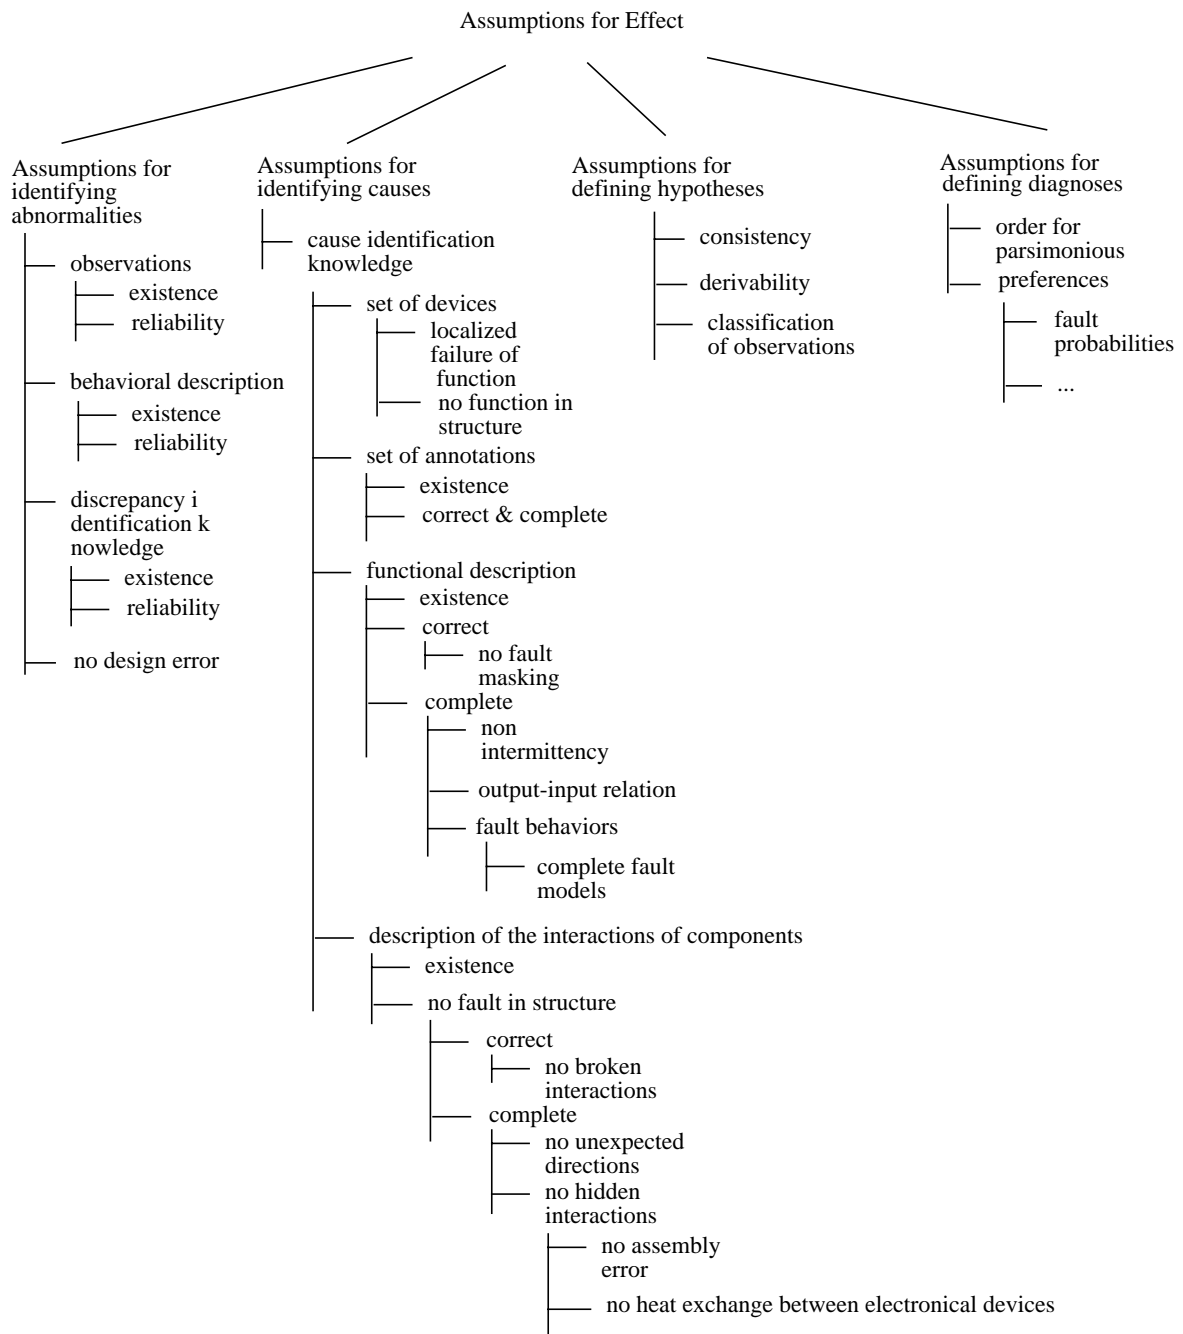 Assumptions for Effect
Assumptions for
identifying
abnormalities
observations
existence
reliability
behavioral description
existence
reliability
discrepancy i
dentification k
nowledge
existence
reliability
no design error
Assumptions for
identifying causes
cause identification
knowledge
set of devices
localized
failure of
function
no function in
structure
set of annotations
existence
correct & complete
functional description
existence
correct
no fault
masking
complete
non
intermittency
output-input relation
fault behaviors
complete fault
models
description of the interactions of components
existence
no fault in structure
correct
no broken
interactions
complete
no unexpected
directions
no hidden
interactions
no assembly
error
no heat exchange between electronical devices
Assumptions for
defining hypotheses
consistency
derivability
classification
of observations
Assumptions for
defining diagnoses
order for
parsimonious
preferences
fault
probabilities
...